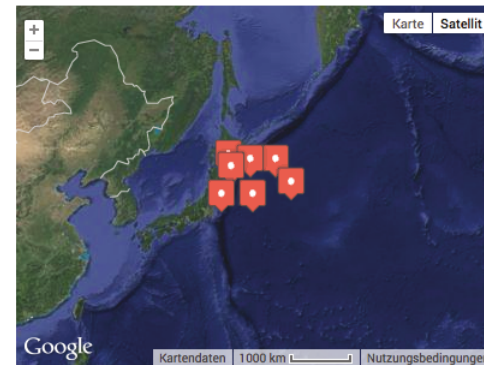 +
Karte Satellit
−
Google
Kartendaten 1000 km Nutzungsbedingungen